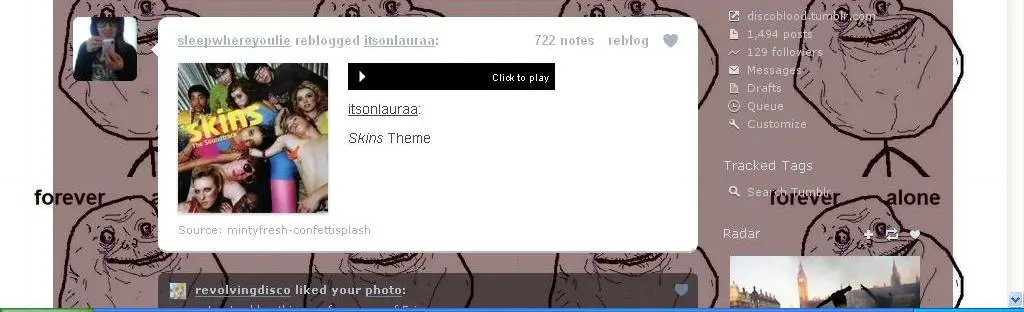 sleepwhereyoulie reblogged itsonlauraa:
722 notes reblog
Skins
The Soundtrack
Click to play
itsonlauraa:
Skins Theme
Source: mintyfresh-confettisplash
revolvingdisco liked your photo:
discoblood.tumblr.com
1,494 posts
129 followers
Messages
Drafts
Queue
Customize
Tracked Tags
Search Tumblr
Radar
forever
forever alone